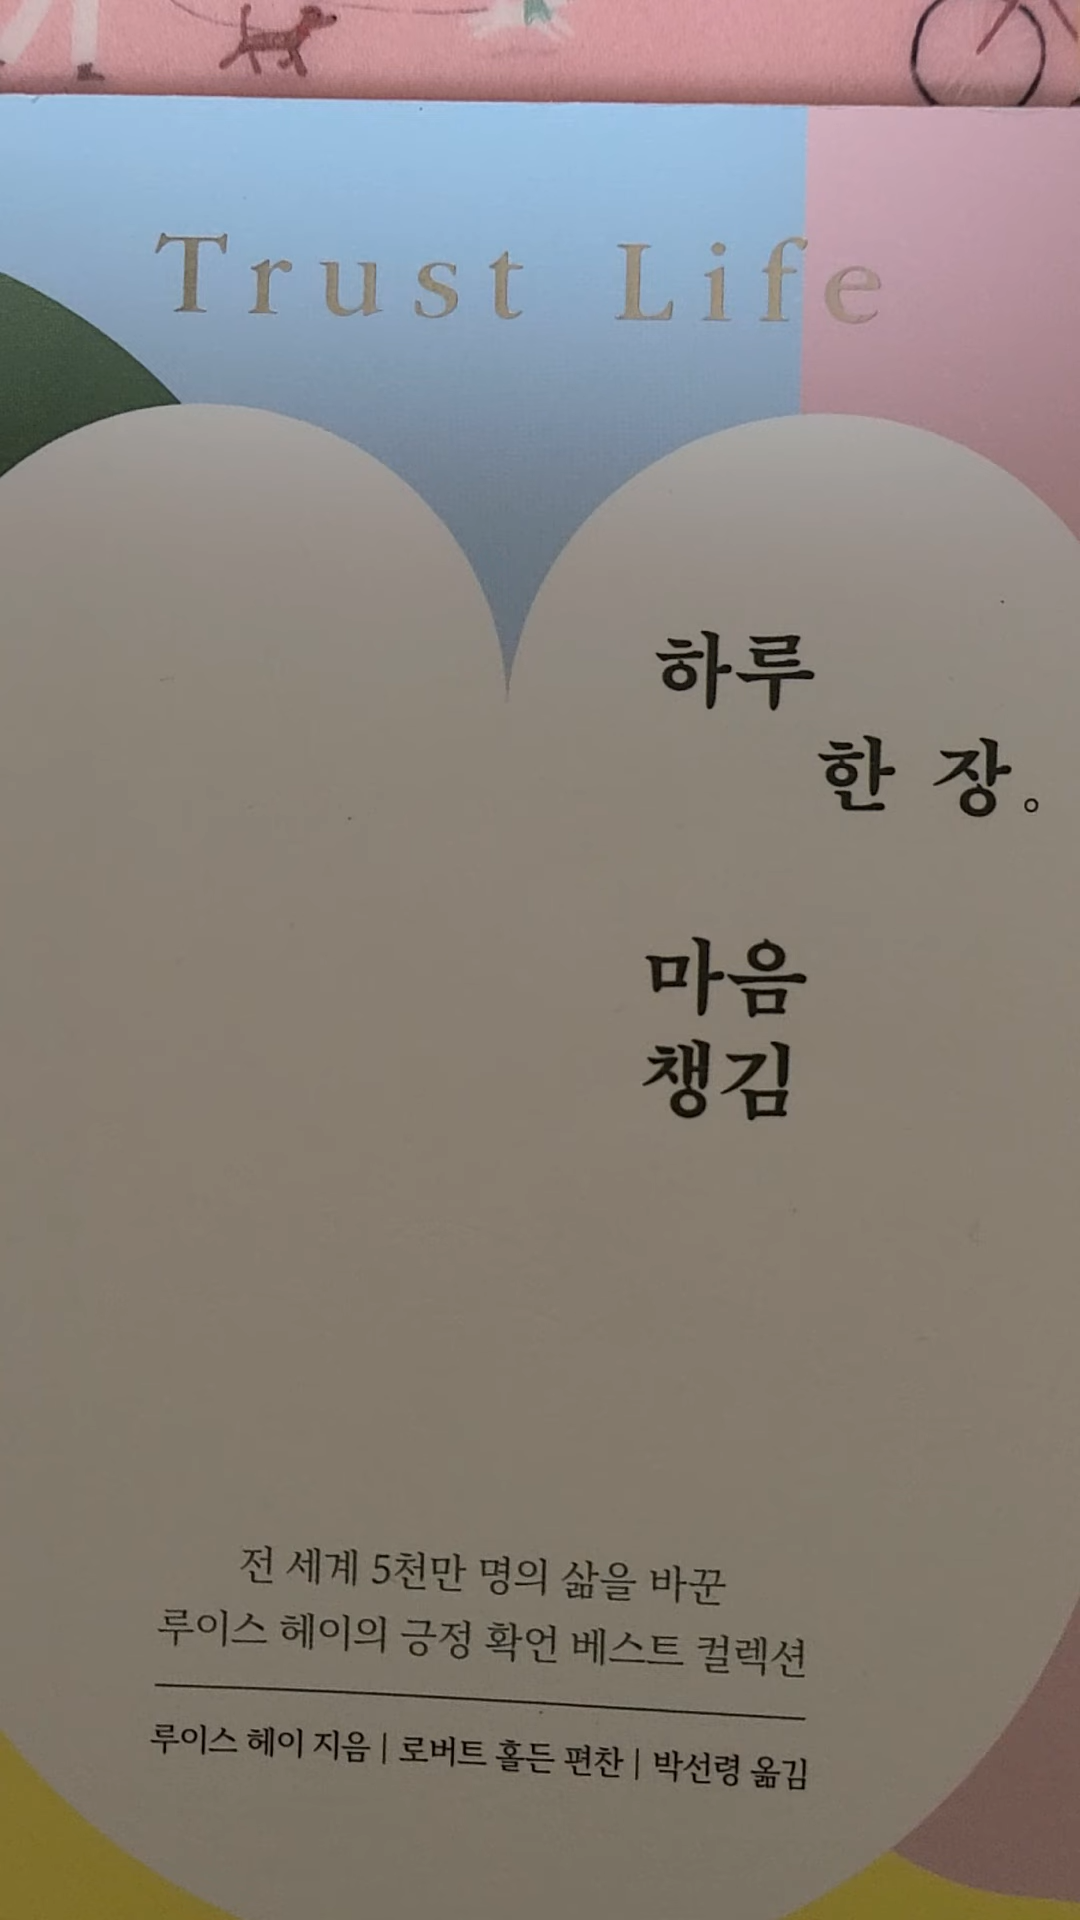 Trust Life
하루
한 장。
마음
챙김
전 세계 5천만 명의 삶을 바꾼
루이스 헤이의 긍정 확언 베스트 컬렉션
루이스 헤이 지음 | 로버트 홀든 편찬 | 박선령 옮김